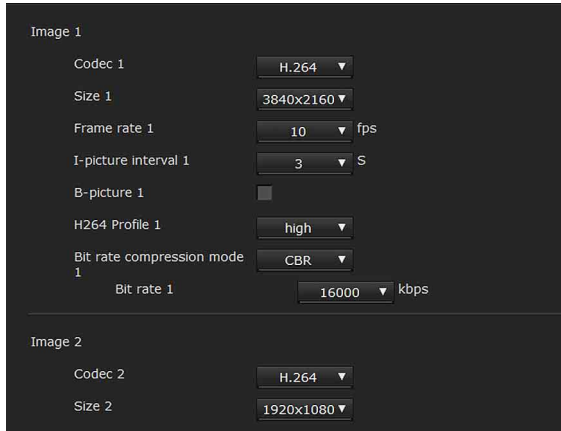 Image 1
Codec 1 H.264
Size 1 3840x2160
Frame rate 1 10 fps
I-picture interval 1 3 S
B-picture 1
H264 Profile 1 high
Bit rate compression mode CBR
1
Bit rate 1 16000 kbps
Image 2
Codec 2 H.264
Size 2 1920x1080